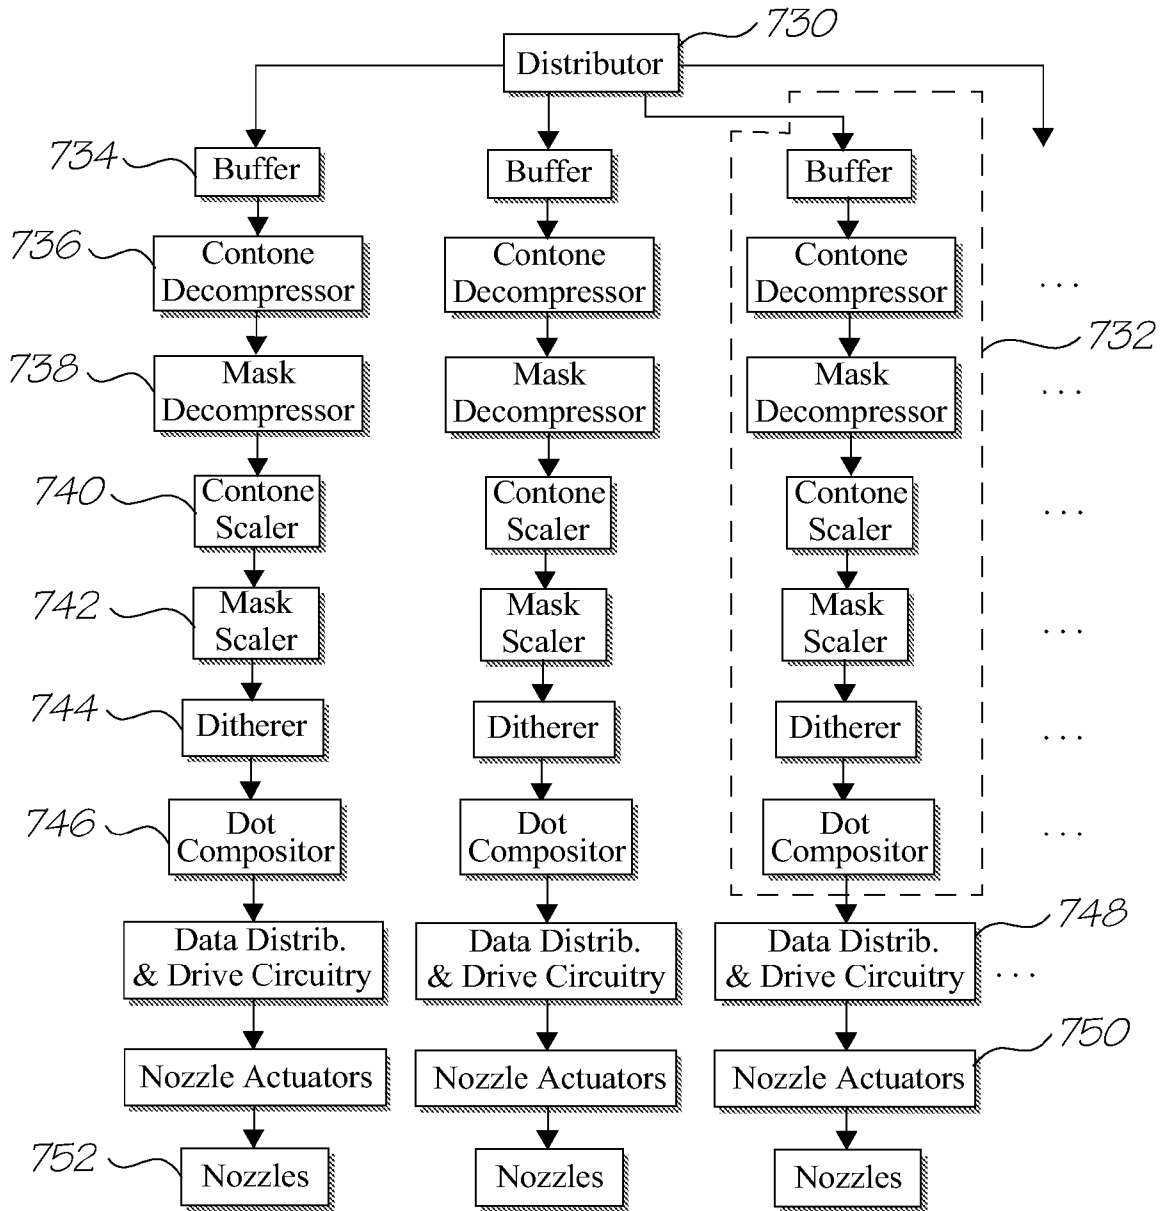 730
Distributor
734
Buffer
Buffer
Buffer
736
Contone
Decompressor
Contone
Decompressor
Contone
Decompressor
. . .
732
738
Mask
Decompressor
Mask
Decompressor
Mask
Decompressor
. . .
740
Contone
Scaler
Contone
Scaler
Contone
Scaler
. . .
742
Mask
Scaler
Mask
Scaler
Mask
Scaler
. . .
744
Ditherer
Ditherer
Ditherer
. . .
746
Dot
Compositor
Dot
Compositor
Dot
Compositor
. . .
748
Data Distrib.
& Drive Circuitry
Data Distrib.
& Drive Circuitry
Data Distrib.
& Drive Circuitry
. . .
750
Nozzle Actuators
Nozzle Actuators
Nozzle Actuators
752
Nozzles
Nozzles
Nozzles